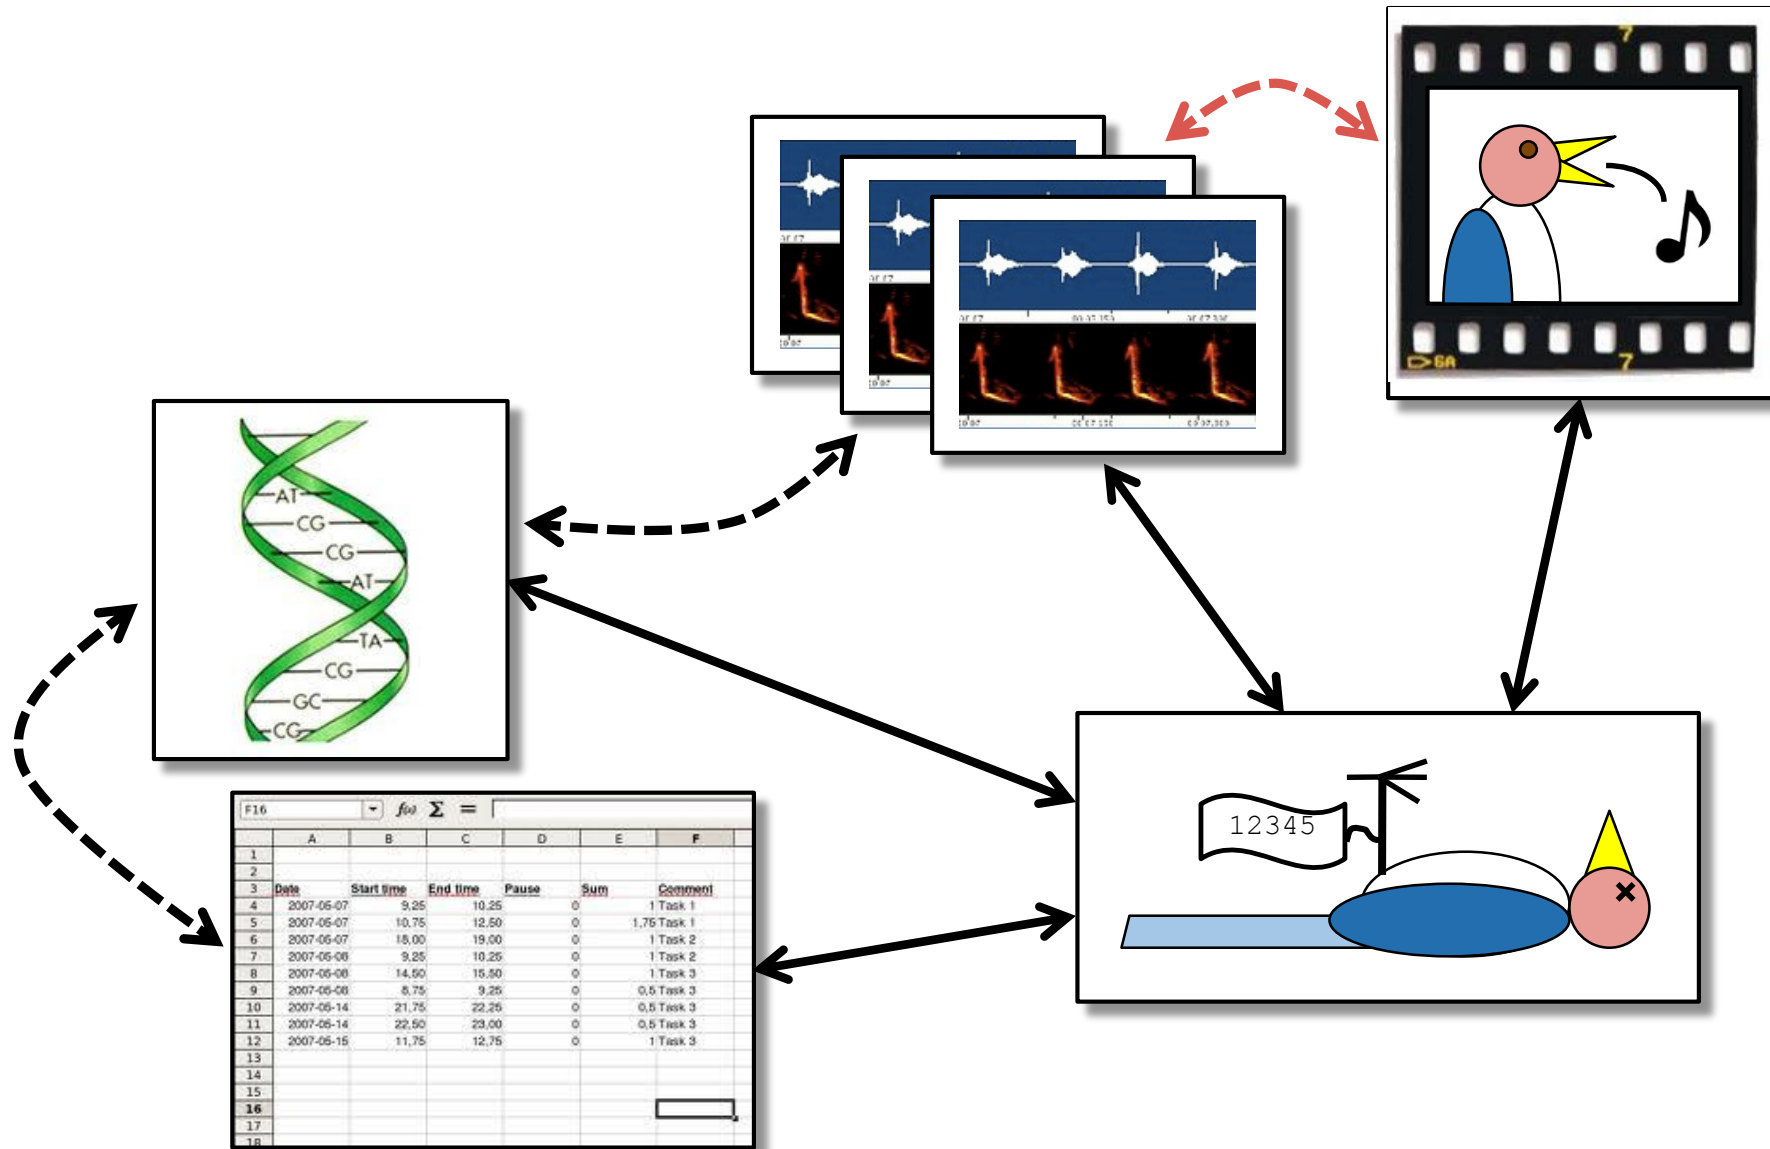 7
7
6A
00:07,150
AT
CG
CG
AT
TA
CG
GC
CG
12345
F16 f(x) Σ =
A B C D E F
1
2
3 Date Start time End time Pause Sum Comment
4 2007-05-07 9,25 10,25 0 1 Task 1
5 2007-05-07 10,75 12,50 0 1,75 Task 1
6 2007-05-07 18,00 19,00 0 1 Task 2
7 2007-05-08 9,25 10,25 0 1 Task 2
8 2007-05-08 14,50 15,50 0 1 Task 3
9 2007-05-08 8,75 9,25 0 0,5 Task 3
10 2007-05-14 21,75 22,25 0 0,5 Task 3
11 2007-05-14 22,50 23,00 0 0,5 Task 3
12 2007-05-15 11,75 12,75 0 1 Task 3
13
14
15
16
17
18